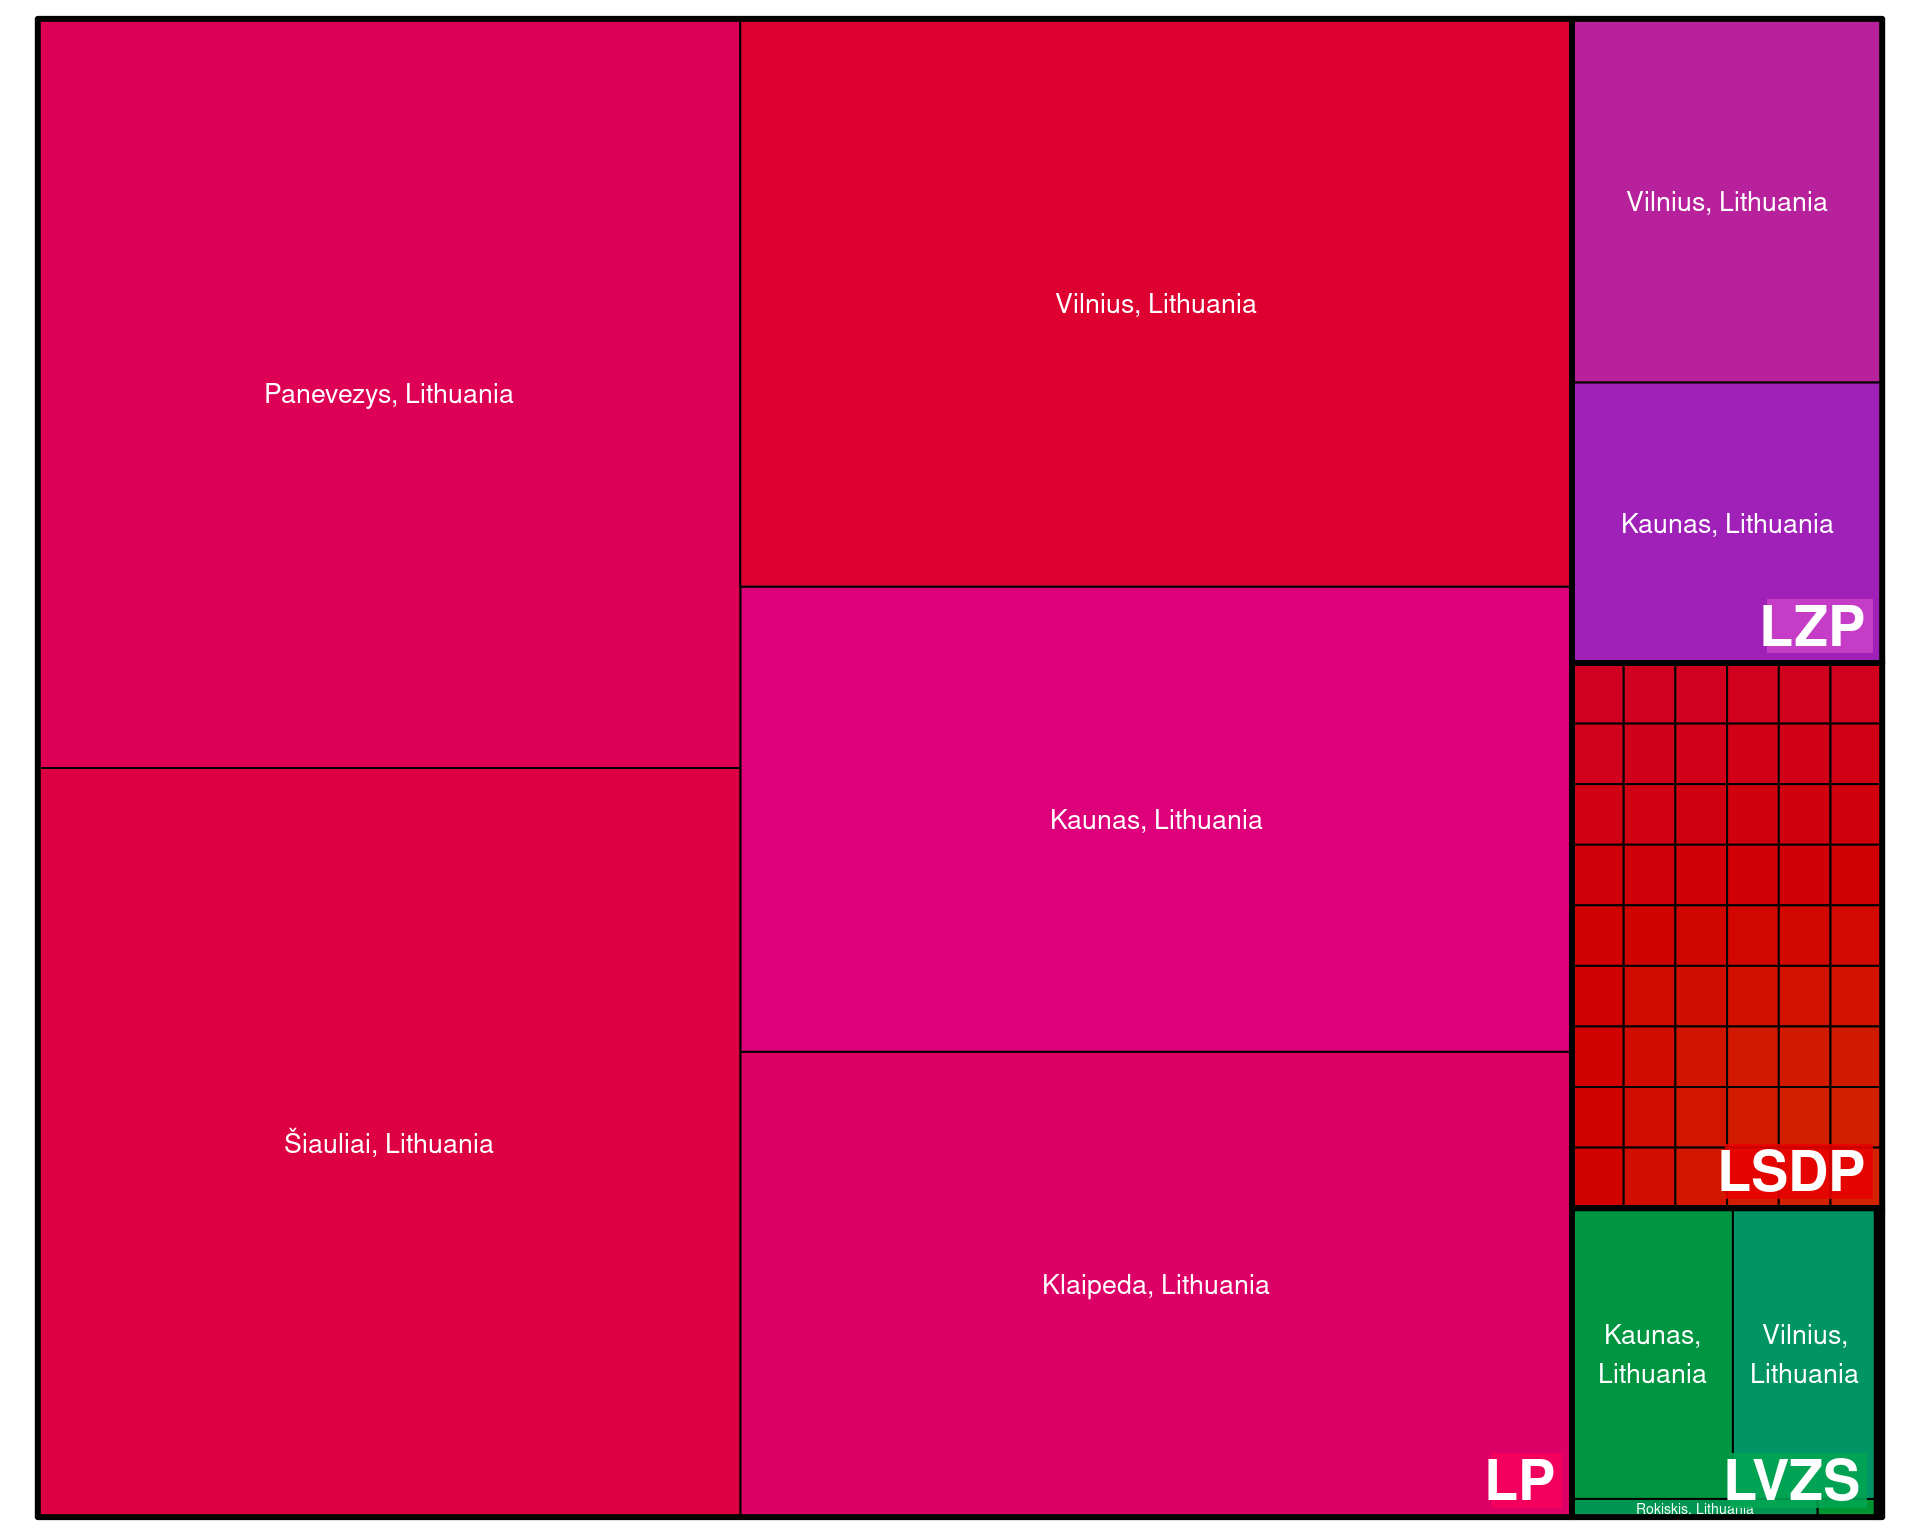 Panevezys, Lithuania
Šiauliai, Lithuania
Vilnius, Lithuania
Kaunas, Lithuania
Klaipeda, Lithuania
LP
Vilnius, Lithuania
Kaunas, Lithuania
LZP
LSDP
Kaunas,
Lithuania
Vilnius,
Lithuania
LVZS
Rokiskis, Lithuania